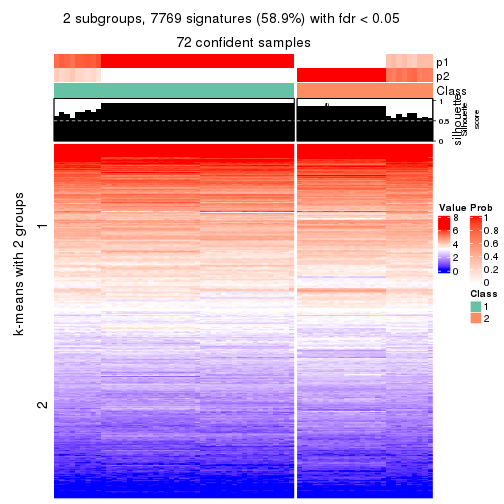 2 subgroups, 7769 signatures (58.9%) with fdr < 0.05
72 confident samples
p1
p2
Class
1
0.5
0
silhouette
Silhouette
score
k-means with 2 groups
1
2
Value
8
6
4
2
0
Prob
1
0.8
0.6
0.4
0.2
0
Class
1
2